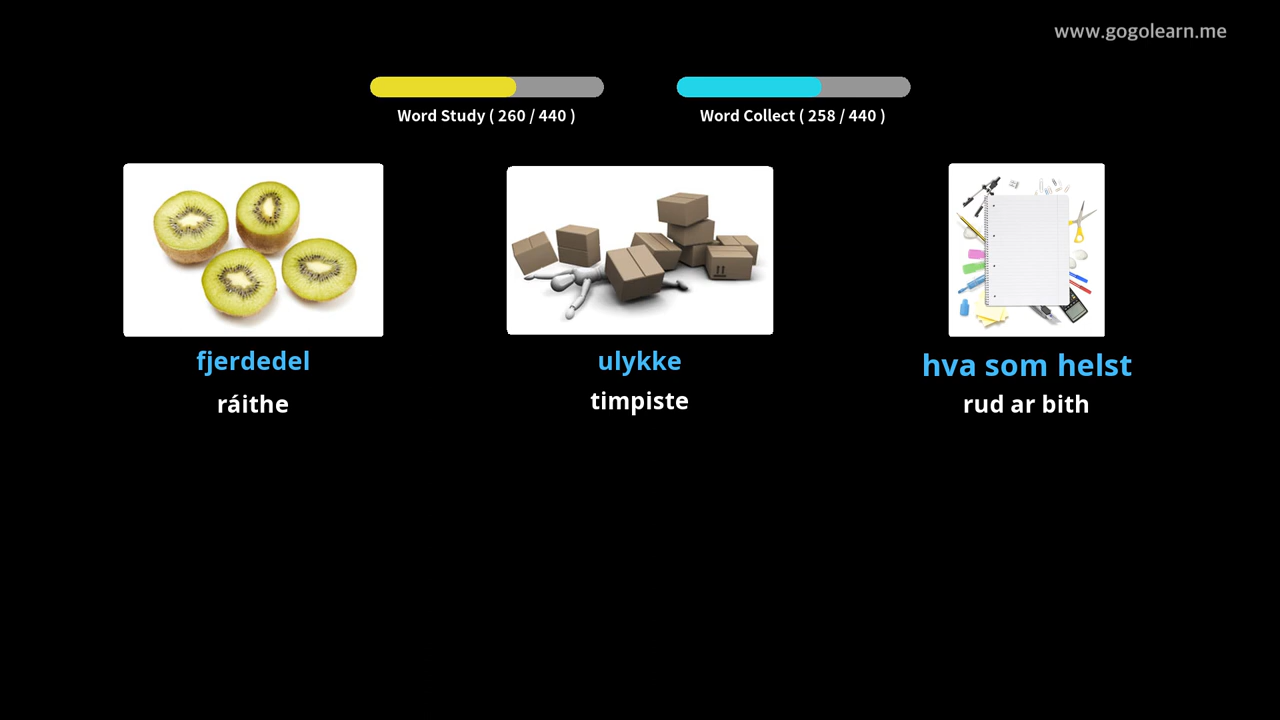 www.gogolearn.me
Word Study ( 260 / 440 )
Word Collect ( 258 / 440 )
fjerdedel
ráithe
ulykke
timpiste
hva som helst
rud ar bith